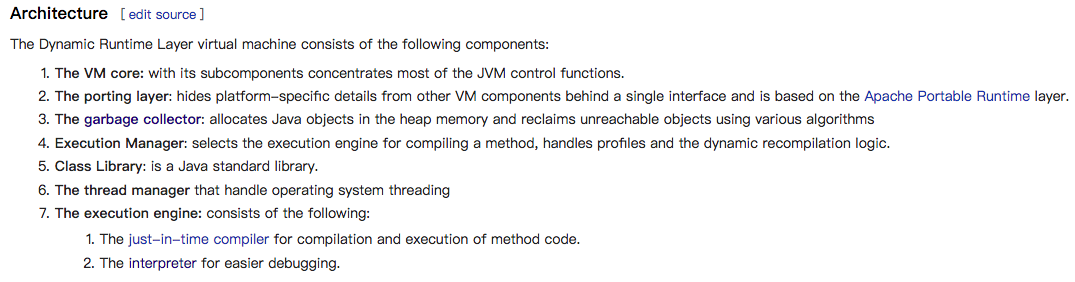 Architecture [ edit source ]
The Dynamic Runtime Layer virtual machine consists of the following components:
1. The VM core: with its subcomponents concentrates most of the JVM control functions.
2. The porting layer: hides platform-specific details from other VM components behind a single interface and is based on the Apache Portable Runtime layer.
3. The garbage collector: allocates Java objects in the heap memory and reclaims unreachable objects using various algorithms
4. Execution Manager: selects the execution engine for compiling a method, handles profiles and the dynamic recompilation logic.
5. Class Library: is a Java standard library.
6. The thread manager that handle operating system threading
7. The execution engine: consists of the following:
1. The just-in-time compiler for compilation and execution of method code.
2. The interpreter for easier debugging.